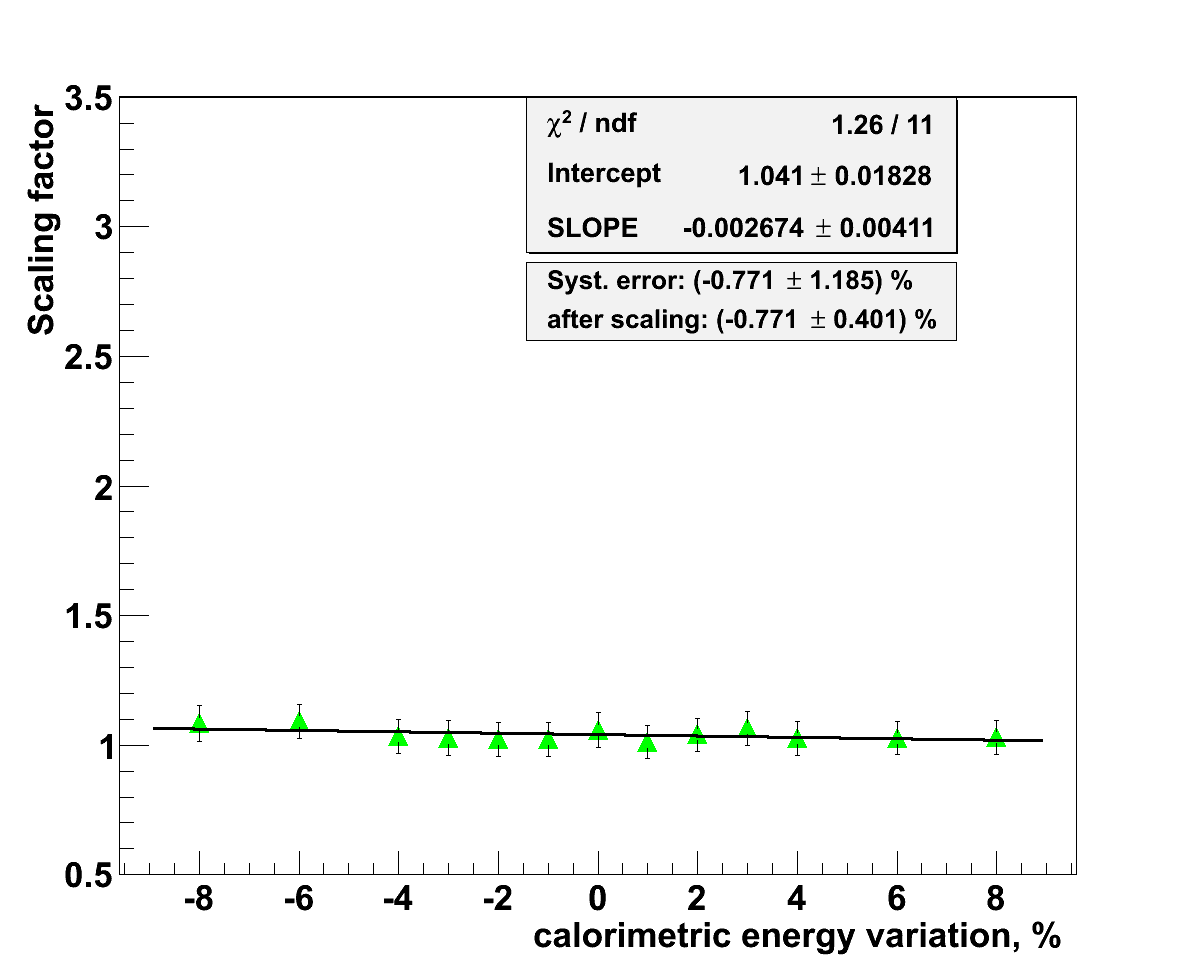 Scaling factor
3.5
3
2.5
2
1.5
1
0.5
χ² / ndf 1.26 / 11
Intercept 1.041 ± 0.01828
SLOPE -0.002674 ± 0.00411
Syst. error: (-0.771 ± 1.185) %
after scaling: (-0.771 ± 0.401) %
-8 -6 -4 -2 0 2 4 6 8
calorimetric energy variation, %